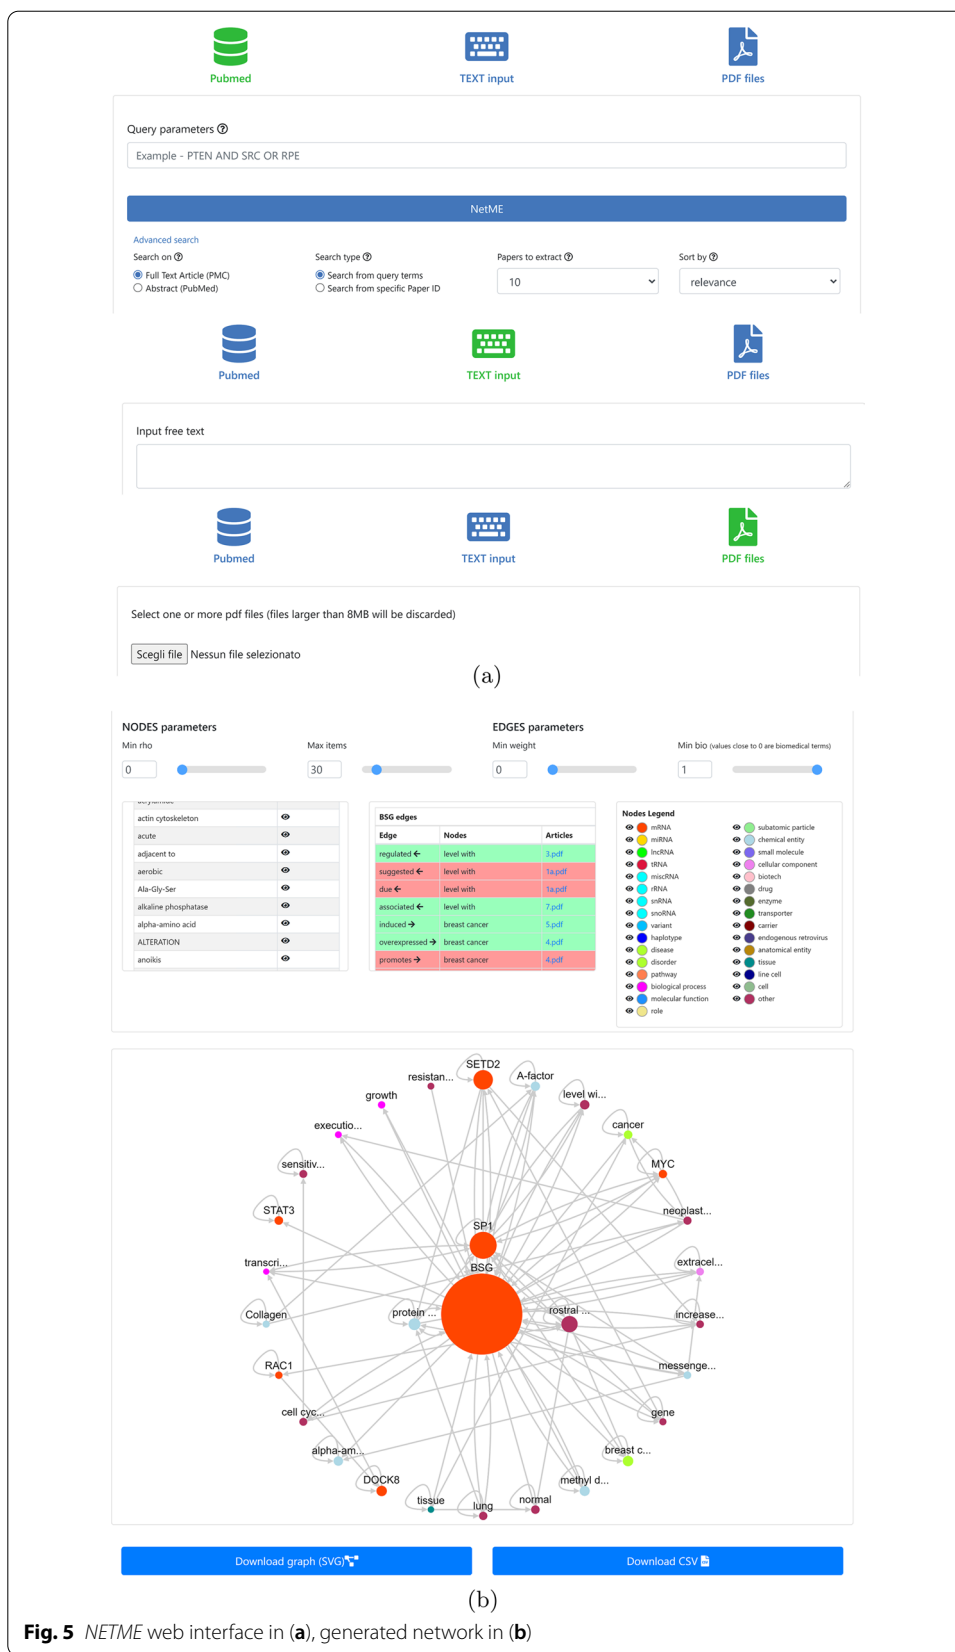 Pubmed
TEXT input
PDF files
Query parameters
Example - PTEN AND SRC OR RPE
NetME
Advanced search
Search on
Search type
Papers to extract
Sort by
Full Text Article (PMC)
Abstract (PubMed)
Search from query terms
Search from specific Paper ID
10
relevance
Pubmed
TEXT input
PDF files
Input free text
Pubmed
TEXT input
PDF files
Select one or more pdf files (files larger than 8MB will be discarded)
Scegli file Nessun file selezionato
(a)
NODES parameters
EDGES parameters
Min rho
Max items
Min weight
Min bio (values close to 0 are biomedical terms)
0
30
0
1
actin cytoskeleton
acute
adjacent to
aerobic
Ala-Gly-Ser
alkaline phosphatase
alpha-amino acid
ALTERATION
anoikis
BSG edges
Edge Nodes Articles
regulated ← level with 3.pdf
suggested ← level with 1a.pdf
due ← level with 1a.pdf
associated ← level with 7.pdf
induced → breast cancer 5.pdf
overexpressed → breast cancer 4.pdf
promotes → breast cancer 4.pdf
Nodes Legend
mRNA
miRNA
lncRNA
tRNA
miscRNA
rRNA
snRNA
snoRNA
variant
haplotype
disease
disorder
pathway
biological process
molecular function
role
subatomic particle
chemical entity
small molecule
cellular component
biotech
drug
enzyme
transporter
carrier
endogenous retrovirus
anatomical entity
tissue
line cell
cell
other
SETD2
A-factor
resistan...
level wi...
growth
cancer
executio...
MYC
sensitiv...
neoplast...
STAT3
SP1
transcri...
BSG
extracel...
Collagen
protein ...
rostral ...
increase...
RAC1
messenge...
cell cyc...
gene
alpha-am...
breast c...
DOCK8
methyl d...
tissue
lung
normal
Download graph (SVG)
Download CSV
(b)
Fig. 5 NETME web interface in (a), generated network in (b)